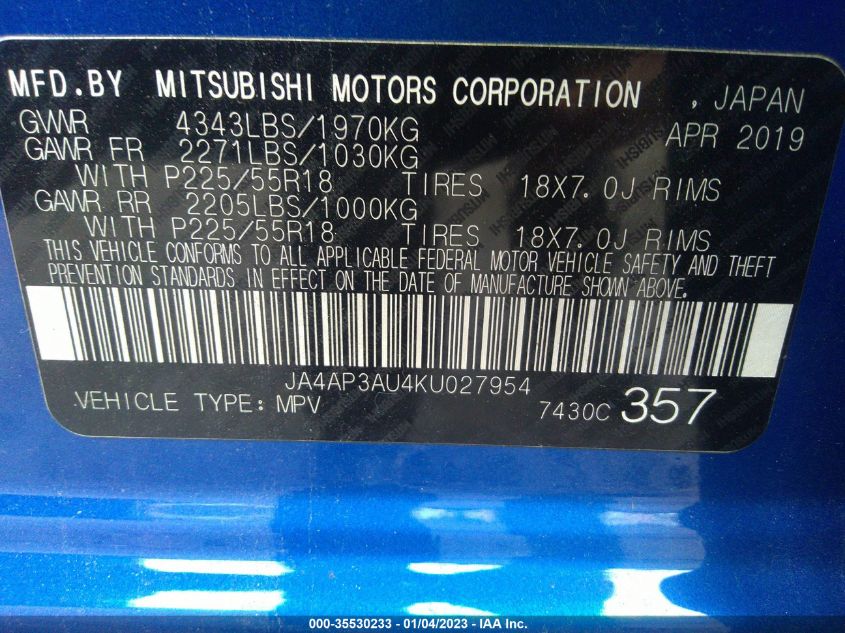 MFD.BY MITSUBISHI MOTORS CORPORATION , JAPAN
GVWR 4343LBS/1970KG APR 2019
GAWR FR 2271LBS/1030KG
WITH P225/55R18 TIRES 18X7.0J RIMS
GAWR RR 2205LBS/1000KG
WITH P225/55R18 TIRES 18X7.0J RIMS
THIS VEHICLE CONFORMS TO ALL APPLICABLE FEDERAL MOTOR VEHICLE SAFETY AND THEFT
PREVENTION STANDARDS IN EFFECT ON THE DATE OF MANUFACTURE SHOWN ABOVE.
JA4AP3AU4KU027954
VEHICLE TYPE: MPV 7430C 357
000-35530233 - 01/04/2023 - IAA Inc.